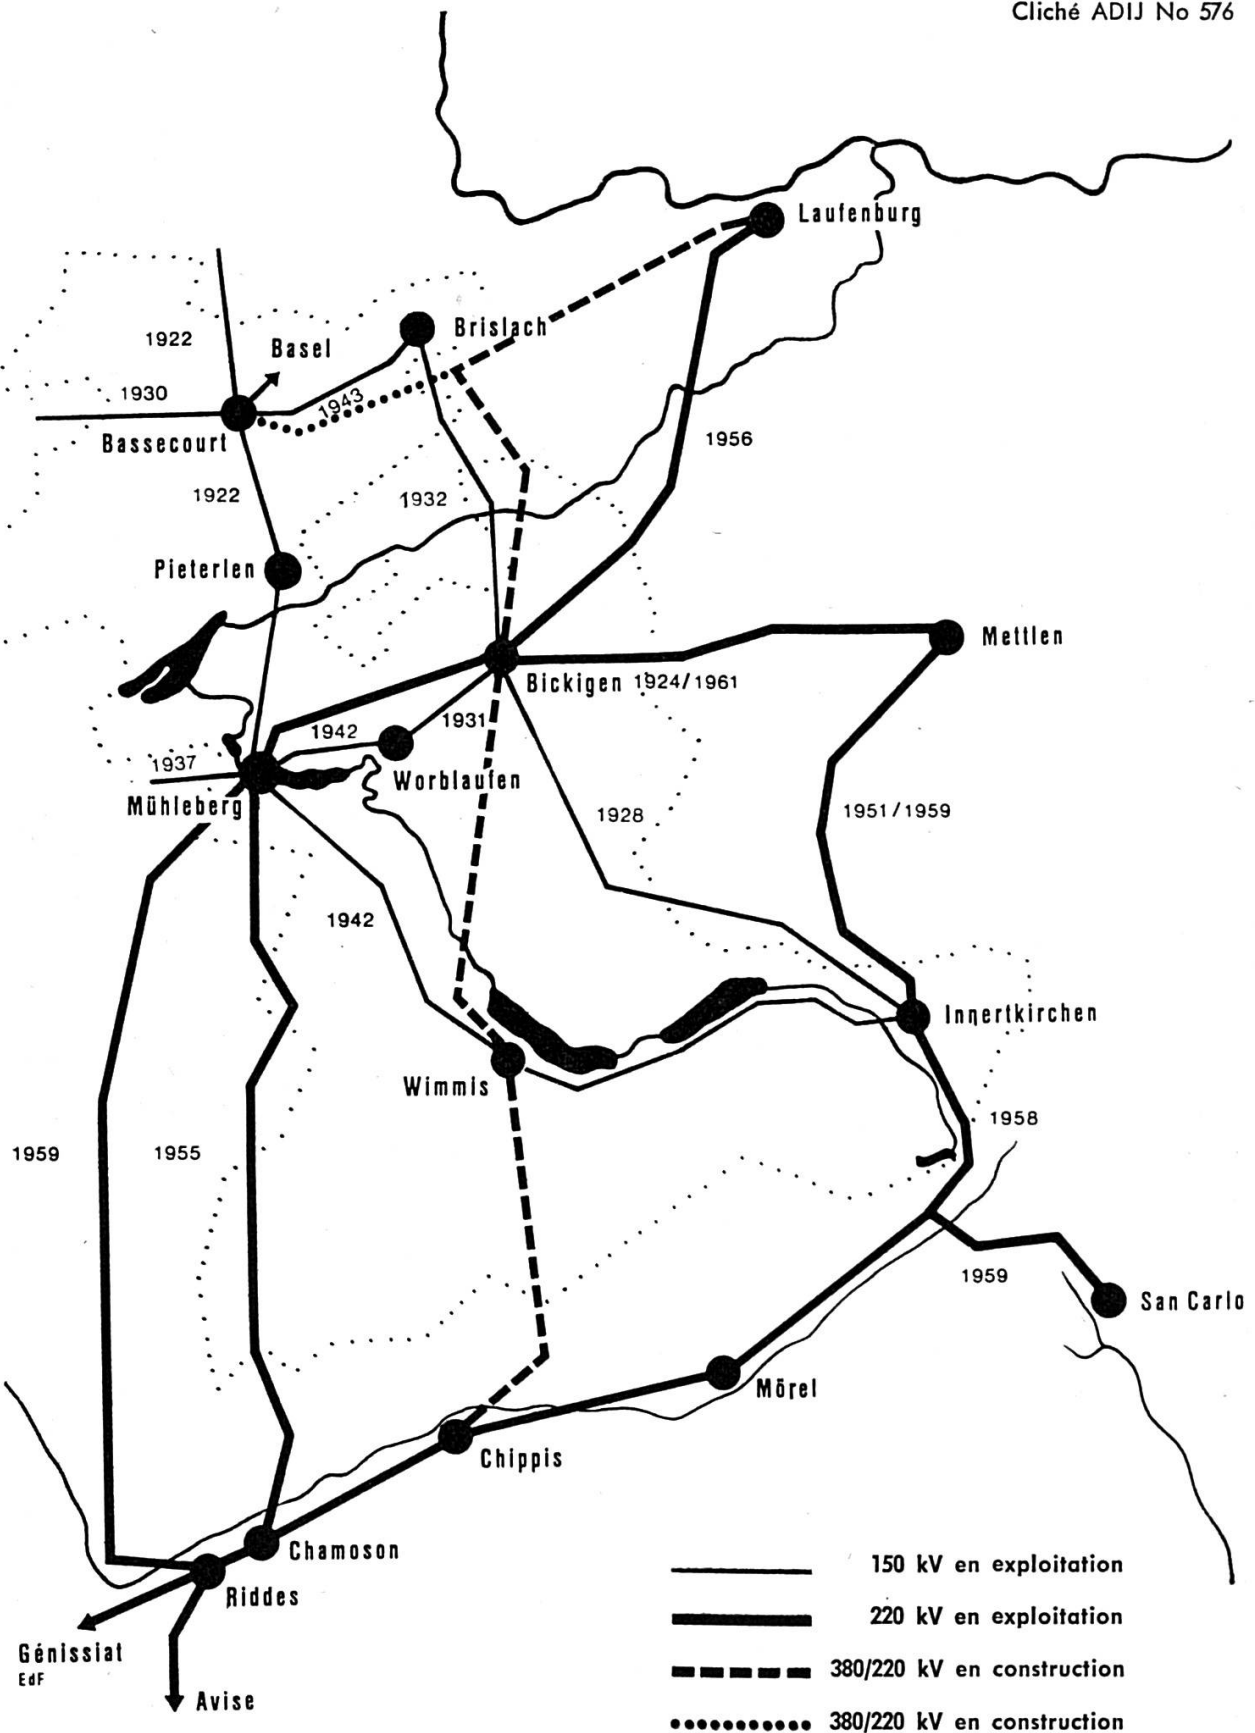 Cliché ADIJ No 576
Laufenburg
1922
Basel
Brislach
1930
1943
Bassecourt
1956
1922
1932
Pieterlen
Mettlen
Bickigen 1924/1961
1942
1931
1937
Worblaufen
Mühleberg
1928
1951/1959
1942
Innertkirchen
Wimmis
1958
1959
1955
1959
San Carlo
Mörel
Chippis
Chamoson
Riddes
Génissiat
EdF
Avise
150 kV en exploitation
220 kV en exploitation
380/220 kV en construction
380/220 kV en construction